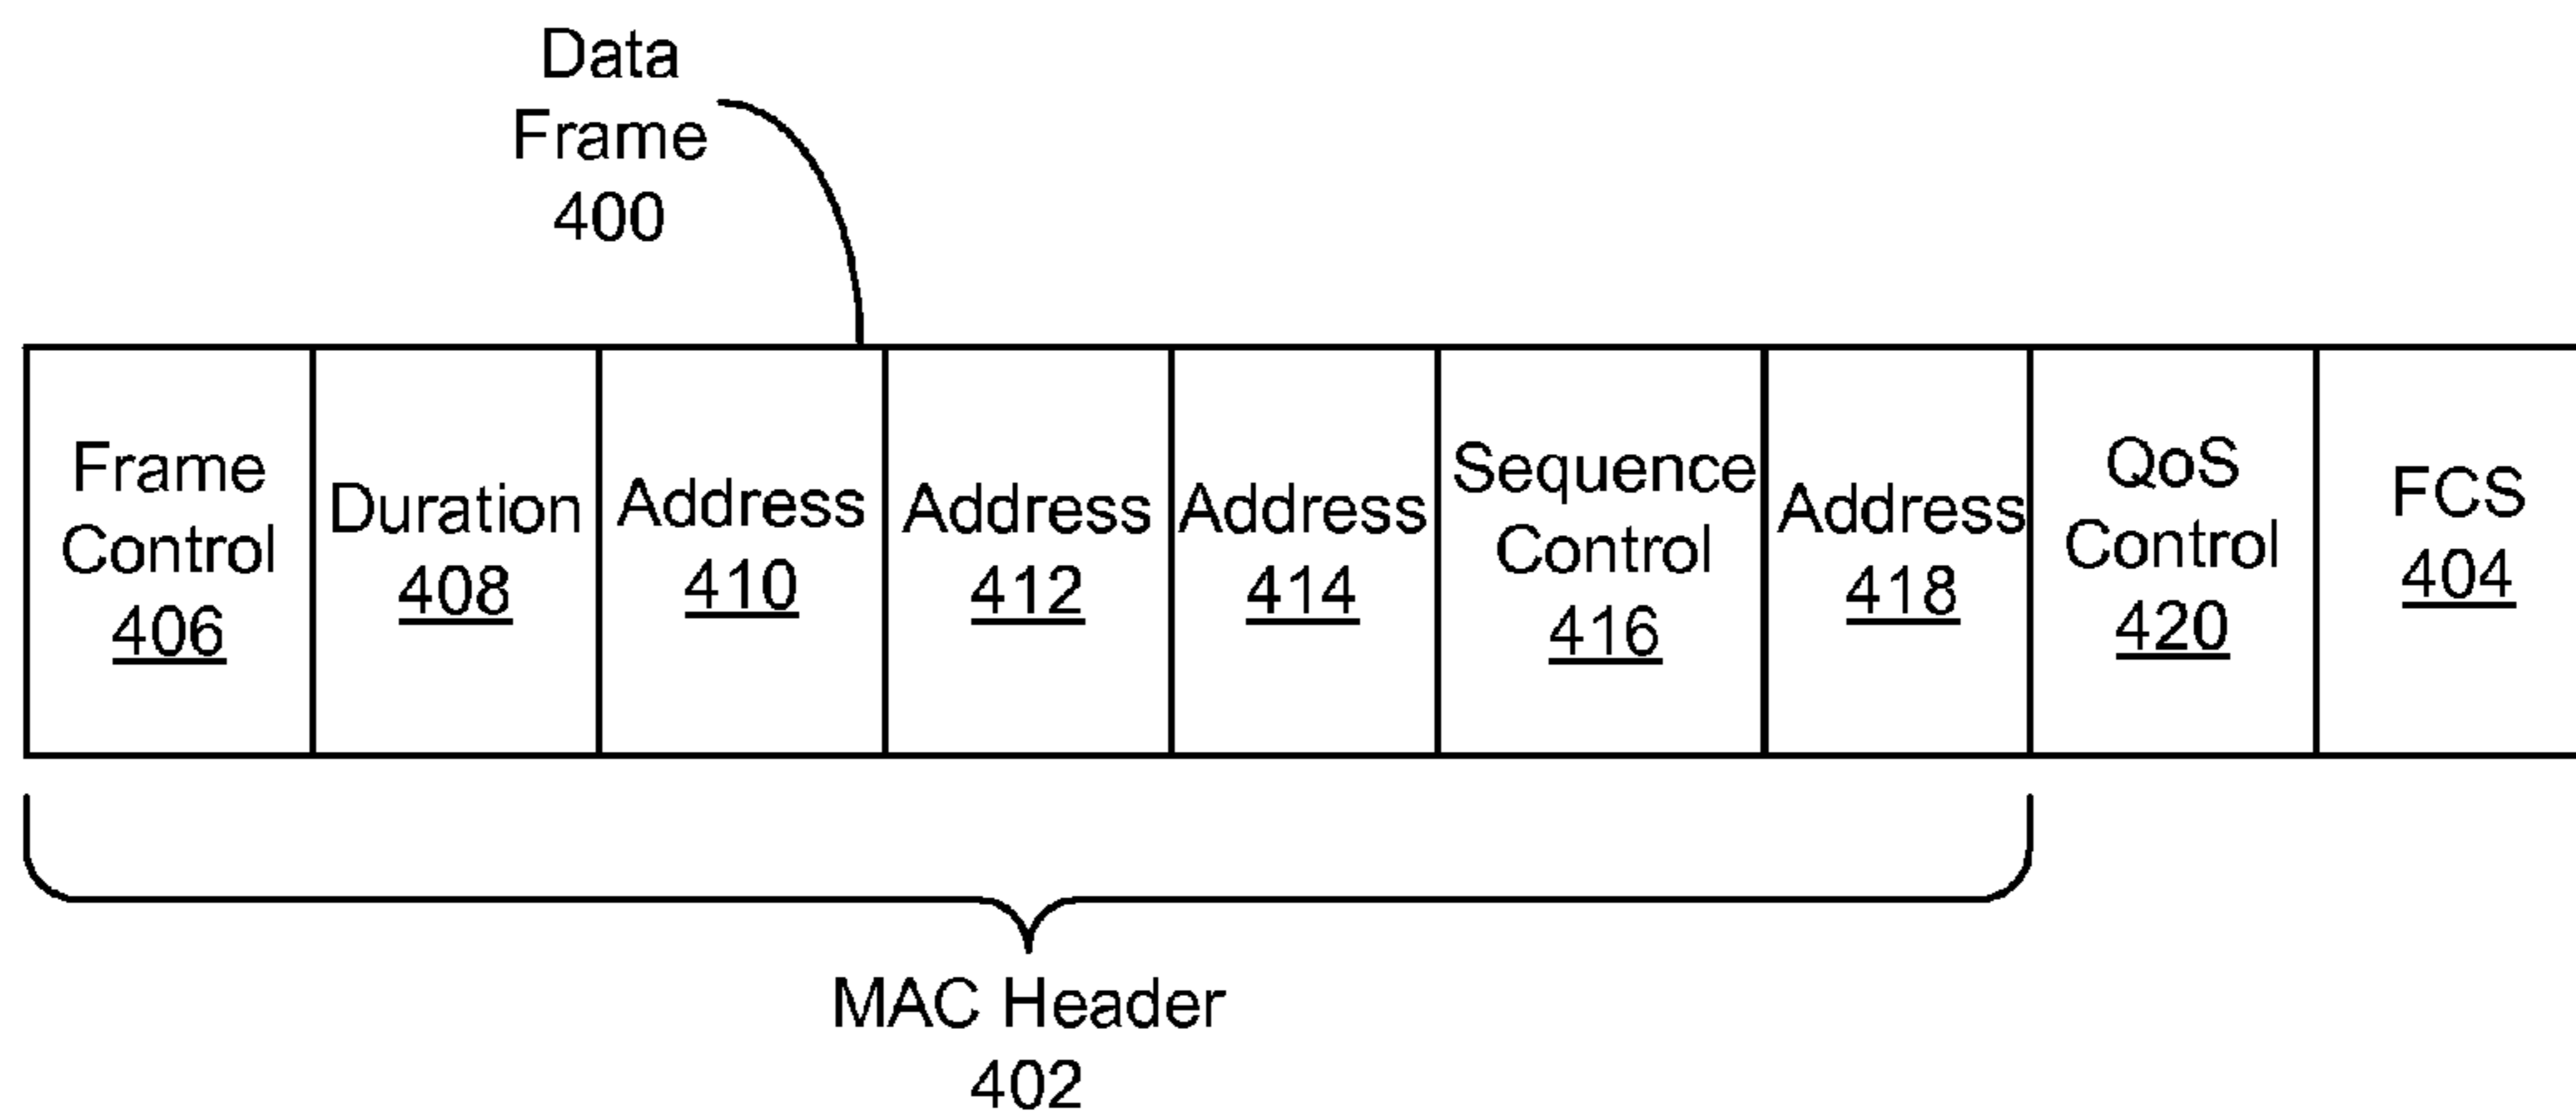 Data
Frame
400
Frame
Control
406
Duration
408
Address
410
Address
412
Address
414
Sequence
Control
416
Address
418
QoS
Control
420
FCS
404
MAC Header
402